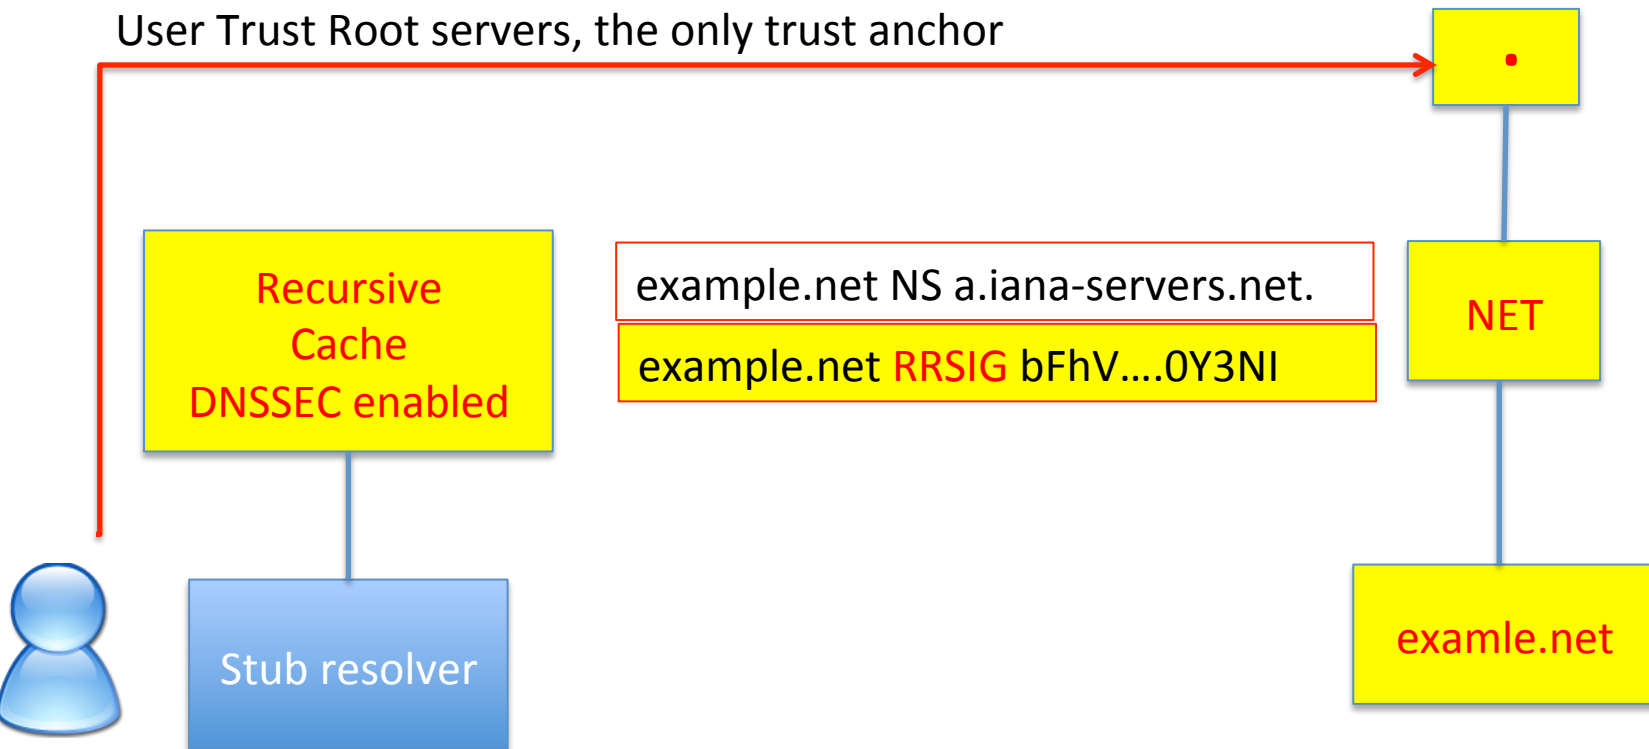 User Trust Root servers, the only trust anchor
.
Recursive
Cache
DNSSEC enabled
example.net NS a.iana-servers.net.
example.net RRSIG bFhV....0Y3NI
NET
Stub resolver
examle.net